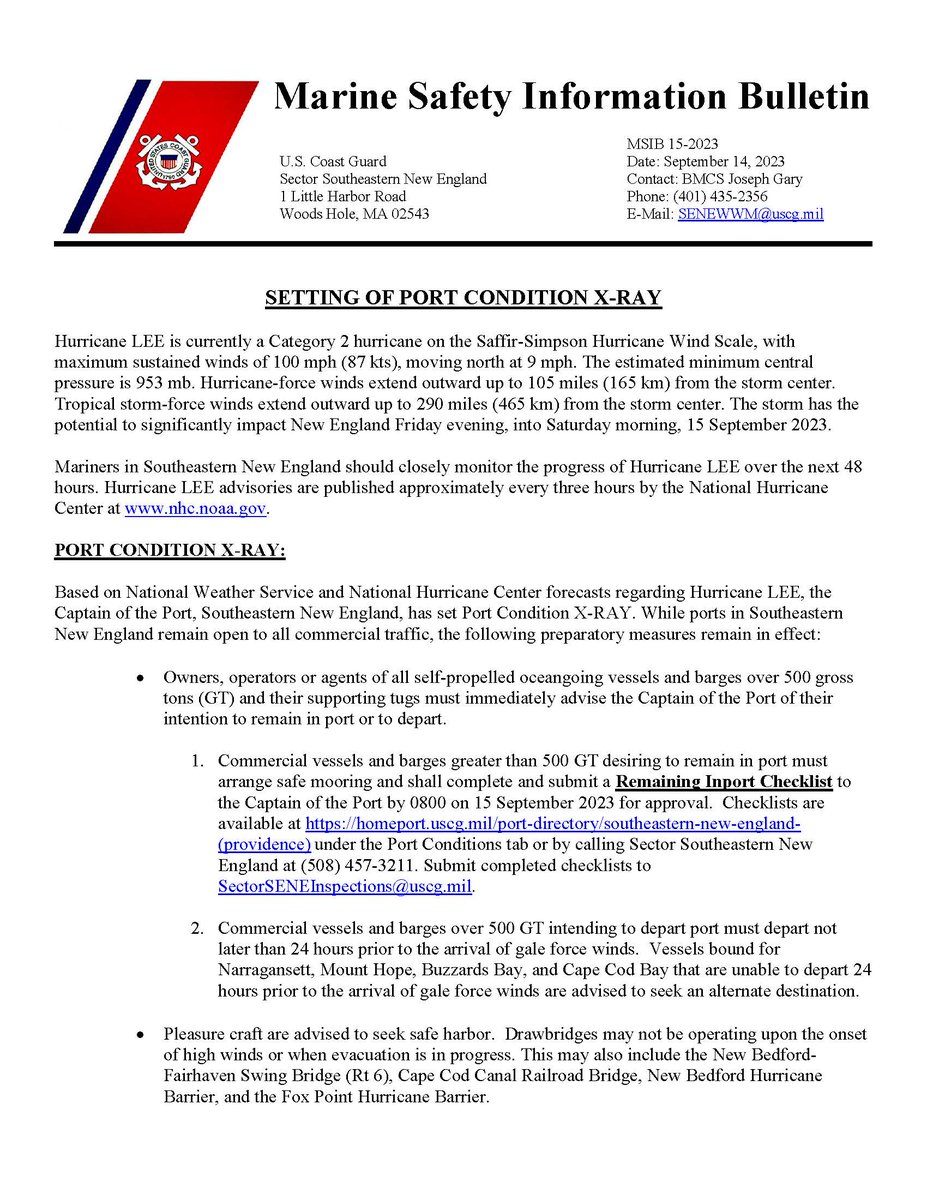 Marine Safety Information Bulletin
U.S. Coast Guard
Sector Southeastern New England
1 Little Harbor Road
Woods Hole, MA 02543
MSIB 15-2023
Date: September 14, 2023
Contact: BMCS Joseph Gary
Phone: (401) 435-2356
E-Mail: SENEWWM@uscg.mil
UNITED STATES COAST GUARD
1790
SETTING OF PORT CONDITION X-RAY
Hurricane LEE is currently a Category 2 hurricane on the Saffir-Simpson Hurricane Wind Scale, with
maximum sustained winds of 100 mph (87 kts), moving north at 9 mph. The estimated minimum central
pressure is 953 mb. Hurricane-force winds extend outward up to 105 miles (165 km) from the storm center.
Tropical storm-force winds extend outward up to 290 miles (465 km) from the storm center. The storm has the
potential to significantly impact New England Friday evening, into Saturday morning, 15 September 2023.
Mariners in Southeastern New England should closely monitor the progress of Hurricane LEE over the next 48
hours. Hurricane LEE advisories are published approximately every three hours by the National Hurricane
Center at www.nhc.noaa.gov.
PORT CONDITION X-RAY:
Based on National Weather Service and National Hurricane Center forecasts regarding Hurricane LEE, the
Captain of the Port, Southeastern New England, has set Port Condition X-RAY. While ports in Southeastern
New England remain open to all commercial traffic, the following preparatory measures remain in effect:
• Owners, operators or agents of all self-propelled oceangoing vessels and barges over 500 gross
tons (GT) and their supporting tugs must immediately advise the Captain of the Port of their
intention to remain in port or to depart.
1. Commercial vessels and barges greater than 500 GT desiring to remain in port must
arrange safe mooring and shall complete and submit a Remaining Inport Checklist to
the Captain of the Port by 0800 on 15 September 2023 for approval. Checklists are
available at https://homeport.uscg.mil/port-directory/southeastern-new-england-
(providence) under the Port Conditions tab or by calling Sector Southeastern New
England at (508) 457-3211. Submit completed checklists to
SectorSENEInspections@uscg.mil.
2. Commercial vessels and barges over 500 GT intending to depart port must depart not
later than 24 hours prior to the arrival of gale force winds. Vessels bound for
Narragansett, Mount Hope, Buzzards Bay, and Cape Cod Bay that are unable to depart 24
hours prior to the arrival of gale force winds are advised to seek an alternate destination.
• Pleasure craft are advised to seek safe harbor. Drawbridges may not be operating upon the onset
of high winds or when evacuation is in progress. This may also include the New Bedford-
Fairhaven Swing Bridge (Rt 6), Cape Cod Canal Railroad Bridge, New Bedford Hurricane
Barrier, and the Fox Point Hurricane Barrier.